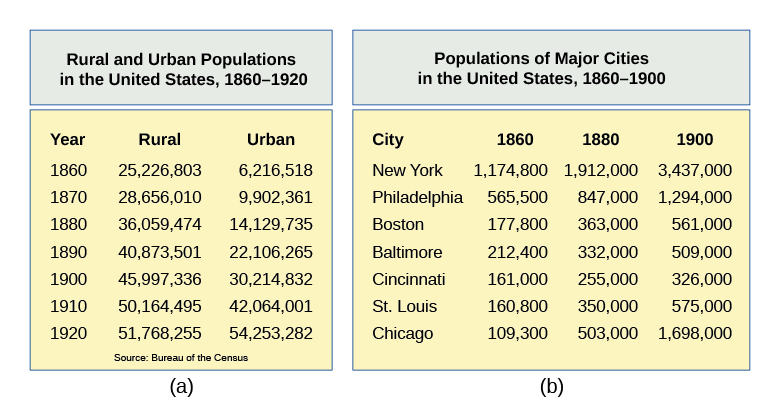 Rural and Urban Populations
in the United States, 1860–1920
Year Rural Urban
1860 25,226,803 6,216,518
1870 28,656,010 9,902,361
1880 36,059,474 14,129,735
1890 40,873,501 22,106,265
1900 45,997,336 30,214,832
1910 50,164,495 42,064,001
1920 51,768,255 54,253,282
Source: Bureau of the Census
(a)
Populations of Major Cities
in the United States, 1860–1900
City 1860 1880 1900
New York 1,174,800 1,912,000 3,437,000
Philadelphia 565,500 847,000 1,294,000
Boston 177,800 363,000 561,000
Baltimore 212,400 332,000 509,000
Cincinnati 161,000 255,000 326,000
St. Louis 160,800 350,000 575,000
Chicago 109,300 503,000 1,698,000
(b)